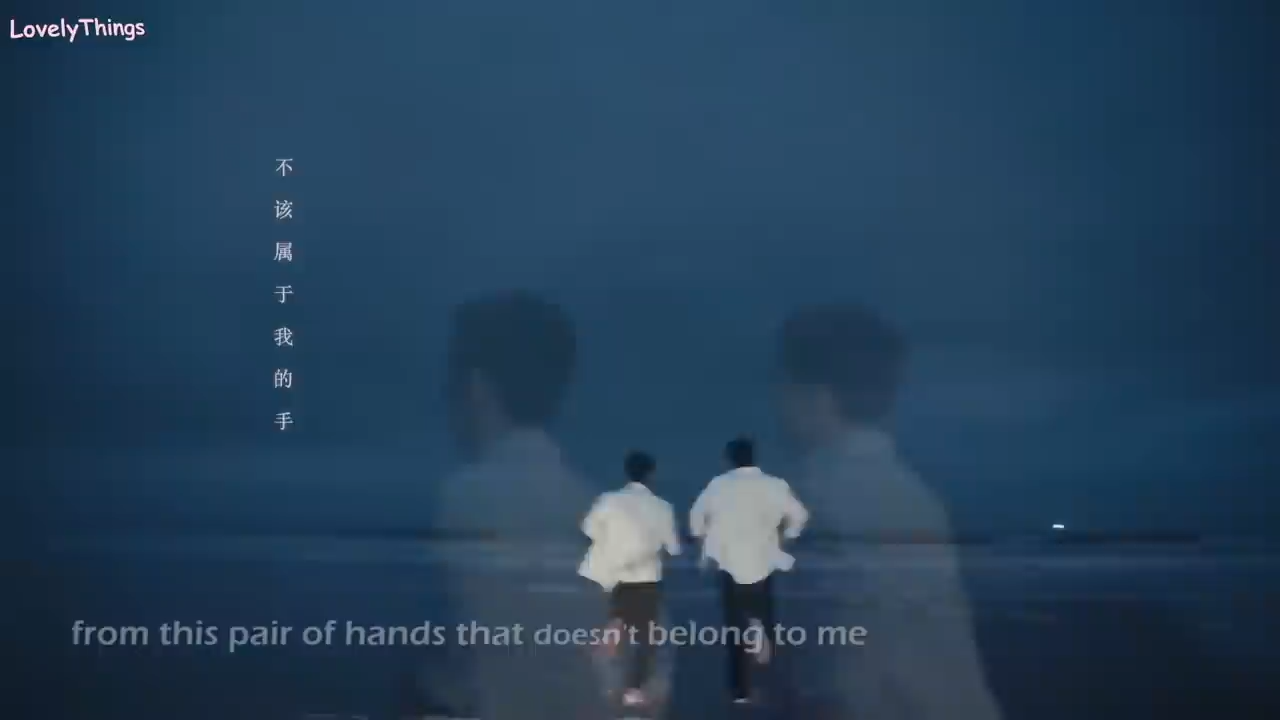 LovelyThings
不该属于我的手
from this pair of hands that doesn't belong to me